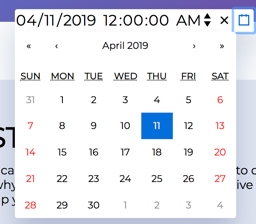 04/11/2019 12:00:00 AM ×
« ‹ April 2019 › »
SUN MON TUE WED THU FRI SAT
31 1 2 3 4 5 6
7 8 9 10 11 12 13
14 15 16 17 18 19 20
21 22 23 24 25 26 27
28 29 30 1 2 3 4